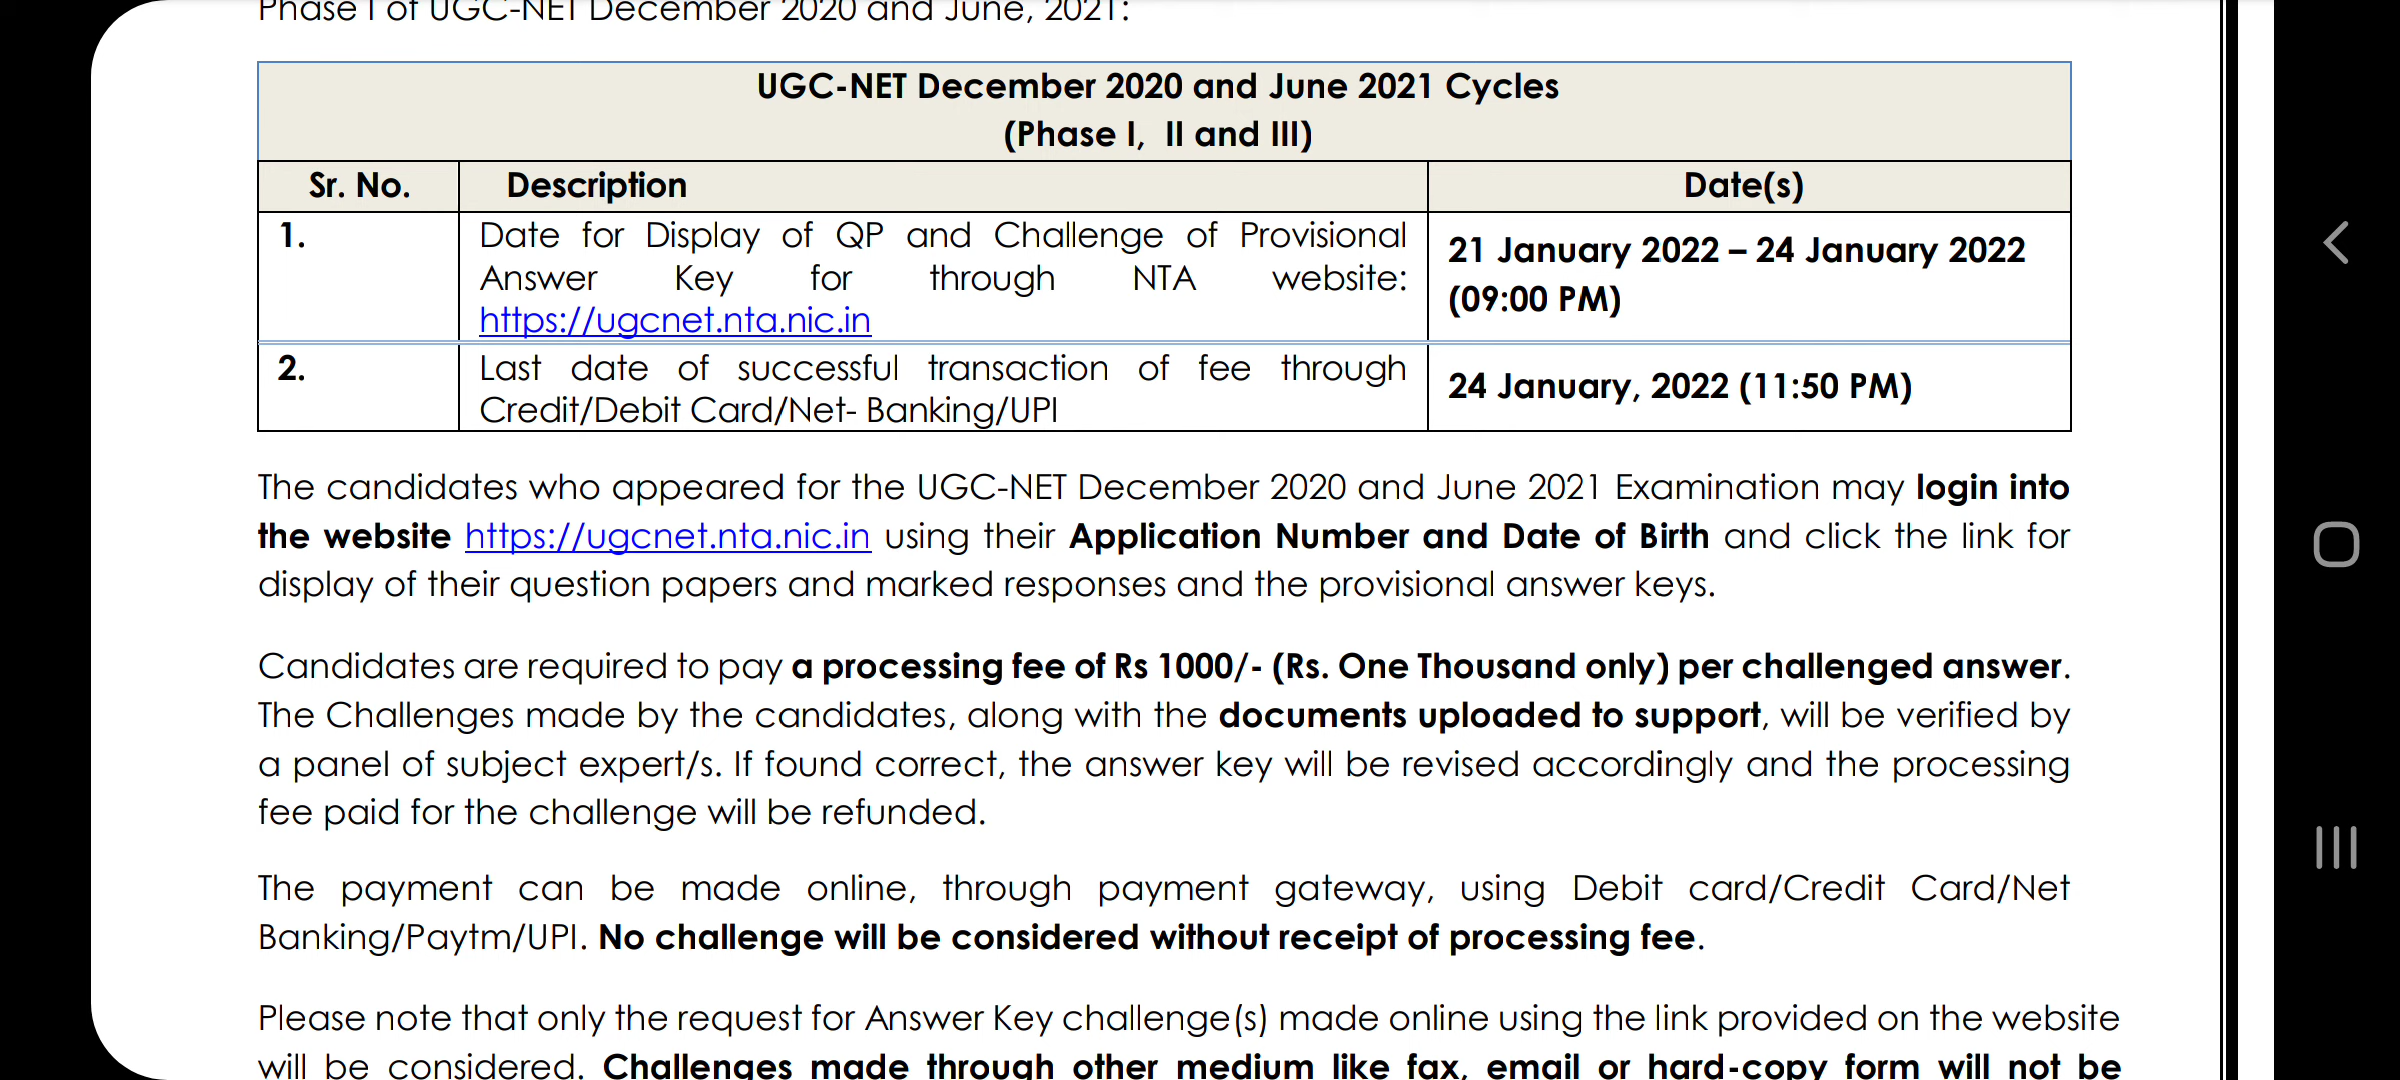 Phase I of UGC-NET December 2020 and June, 2021:
UGC-NET December 2020 and June 2021 Cycles
(Phase I, II and III)
Sr. No. Description Date(s)
1. Date for Display of QP and Challenge of Provisional
Answer Key for through NTA website:
https://ugcnet.nta.nic.in
21 January 2022 – 24 January 2022
(09:00 PM)
2. Last date of successful transaction of fee through
Credit/Debit Card/Net- Banking/UPI
24 January, 2022 (11:50 PM)
The candidates who appeared for the UGC-NET December 2020 and June 2021 Examination may login into
the website https://ugcnet.nta.nic.in using their Application Number and Date of Birth and click the link for
display of their question papers and marked responses and the provisional answer keys.
Candidates are required to pay a processing fee of Rs 1000/- (Rs. One Thousand only) per challenged answer.
The Challenges made by the candidates, along with the documents uploaded to support, will be verified by
a panel of subject expert/s. If found correct, the answer key will be revised accordingly and the processing
fee paid for the challenge will be refunded.
The payment can be made online, through payment gateway, using Debit card/Credit Card/Net
Banking/Paytm/UPI. No challenge will be considered without receipt of processing fee.
Please note that only the request for Answer Key challenge(s) made online using the link provided on the website
will be considered. Challenges made through other medium like fax, email or hard-copy form will not be